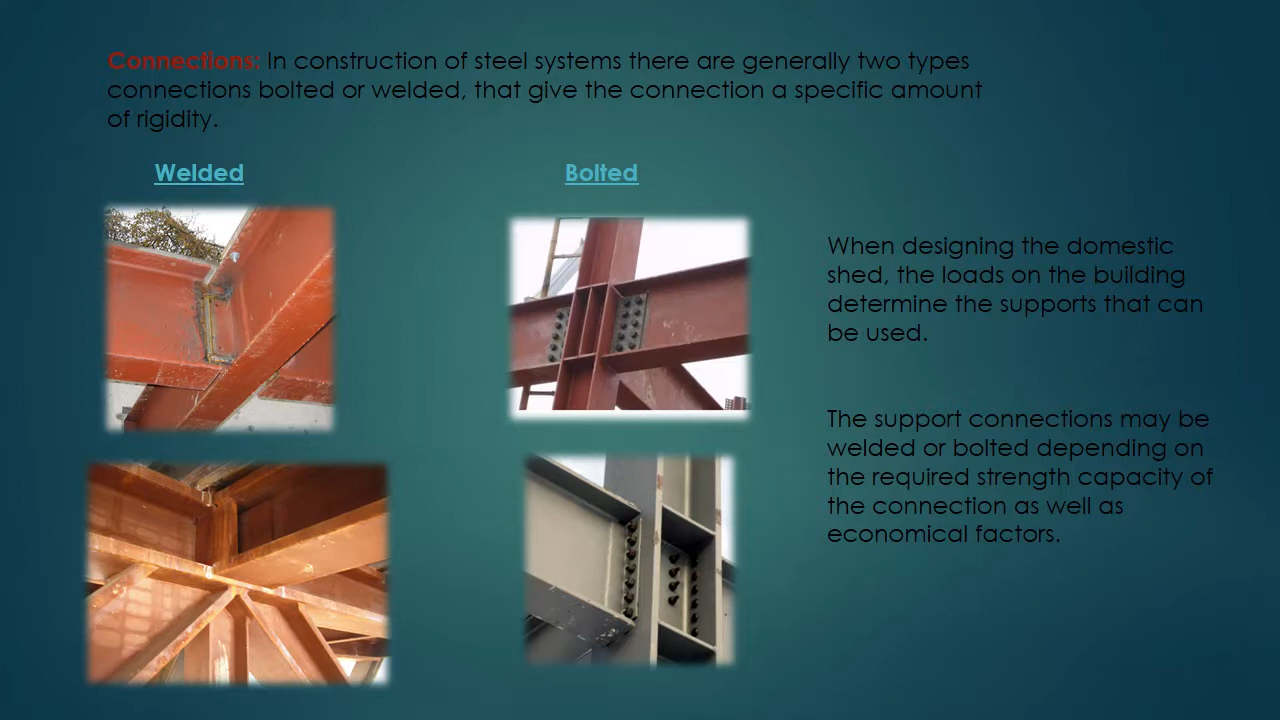 Connections: In construction of steel systems there are generally two types
connections bolted or welded, that give the connection a specific amount
of rigidity.
Welded
Bolted
When designing the domestic
shed, the loads on the building
determine the supports that can
be used.
The support connections may be
welded or bolted depending on
the required strength capacity of
the connection as well as
economical factors.